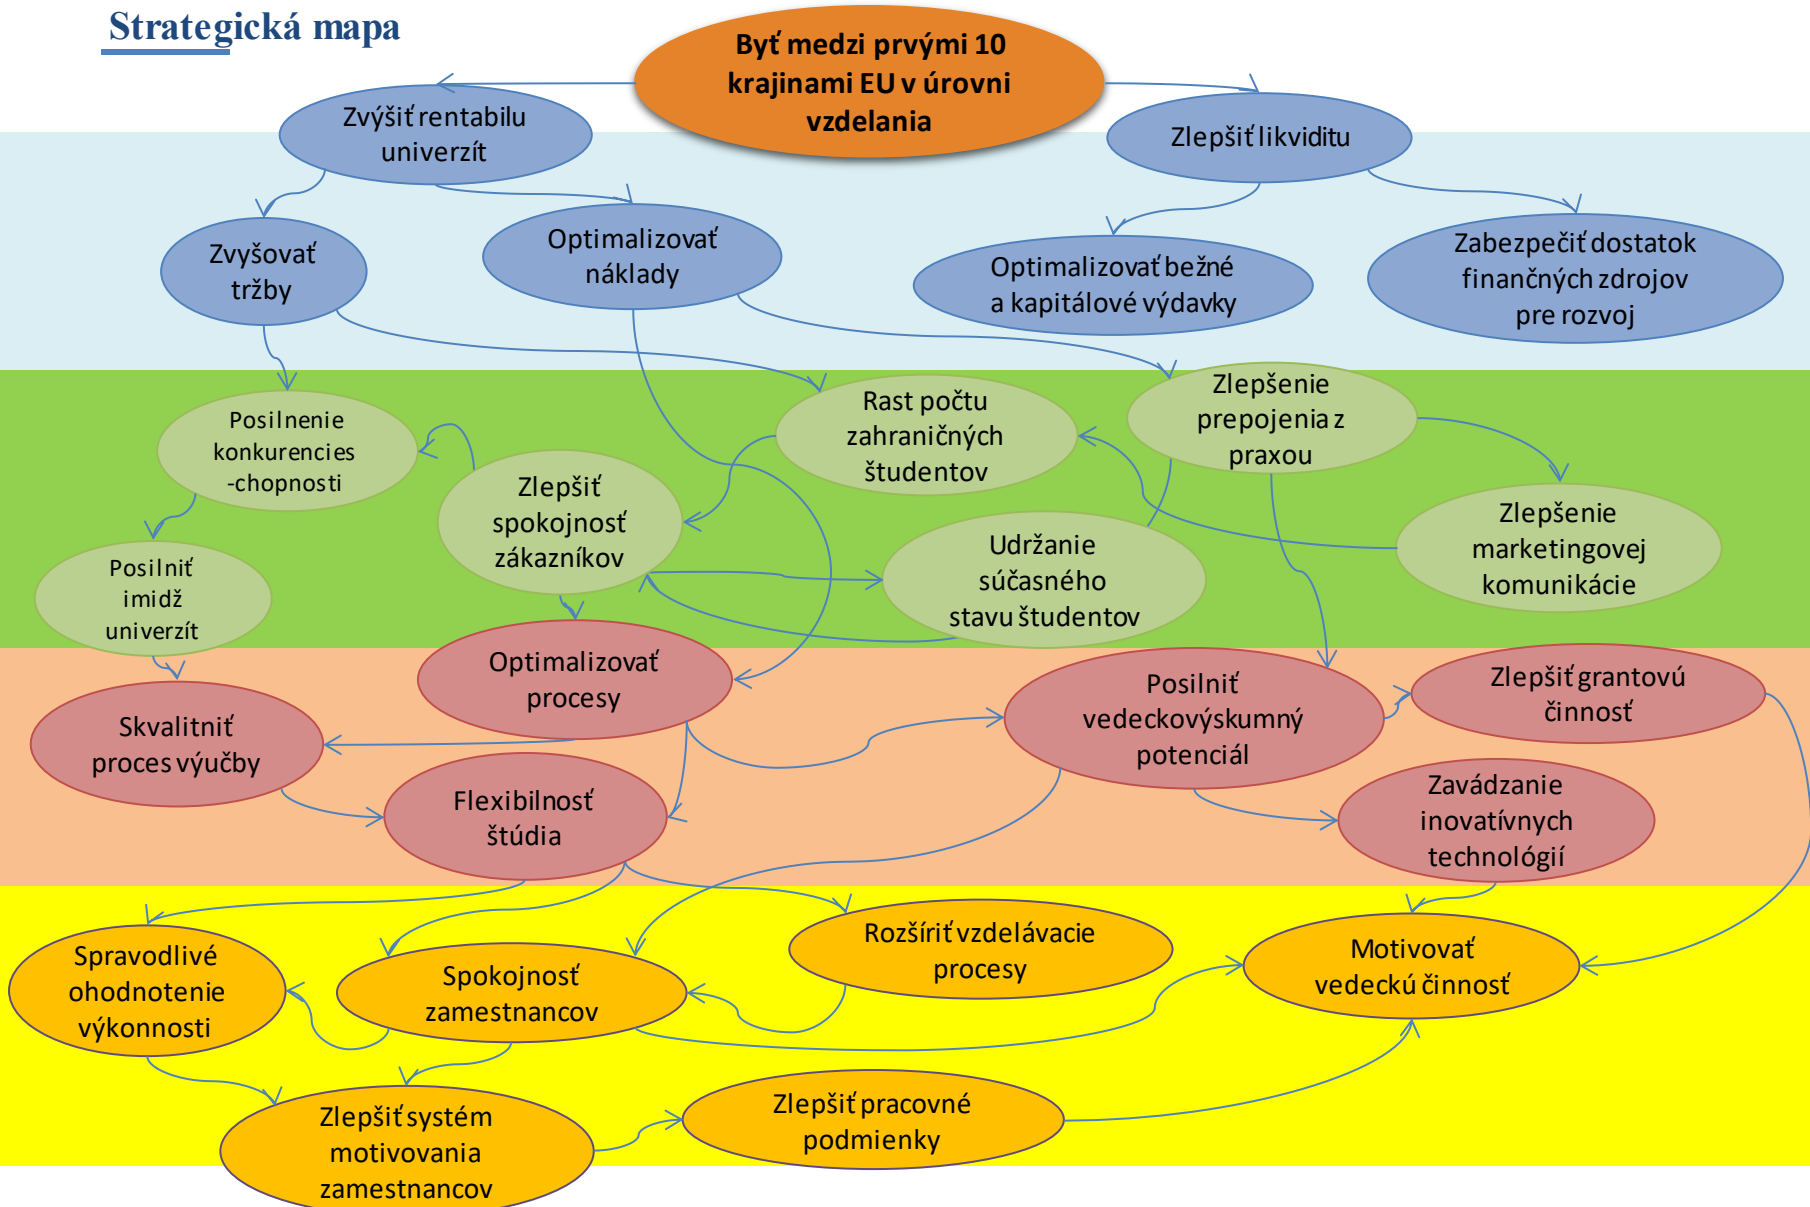 Strategická mapa
Byť medzi prvými 10
krajinami EU v úrovni
vzdelania
Zvýšiť rentabilu
univerzít
Zlepšiť likviditu
Zvyšovať
tržby
Optimalizovať
náklady
Optimalizovať bežné
a kapitálové výdavky
Zabezpečiť dostatok
finančných zdrojov
pre rozvoj
Posilnenie
konkurencies
-chopnosti
Rast počtu
zahraničných
študentov
Zlepšenie
prepojenia z
praxou
Zlepšiť
spokojnosť
zákazníkov
Zlepšenie
marketingovej
komunikácie
Posilniť
imidž
univerzít
Udržanie
súčasného
stavu študentov
Optimalizovať
procesy
Skvalitniť
proces výučby
Posilniť
vedeckovýskumný
potenciál
Zlepšiť grantovú
činnosť
Flexibilnosť
štúdia
Zavádzanie
inovatívnych
technológií
Spravodlivé
ohodnotenie
výkonnosti
Spokojnosť
zamestnancov
Rozšíriť vzdelávacie
procesy
Motivovať
vedeckú činnosť
Zlepšiť systém
motivovania
zamestnancov
Zlepšiť pracovné
podmienky